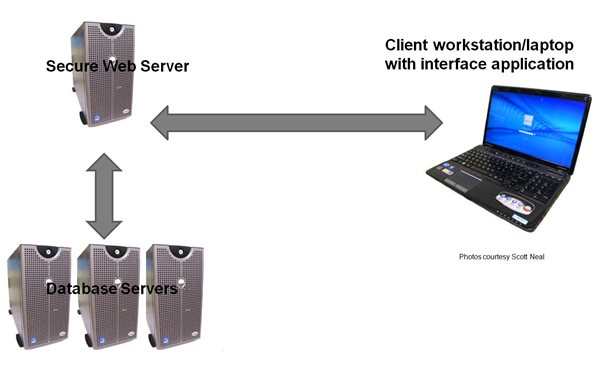 Secure Web Server
Client workstation/laptop
with interface application
Photos courtesy Scott Neal
Database Servers